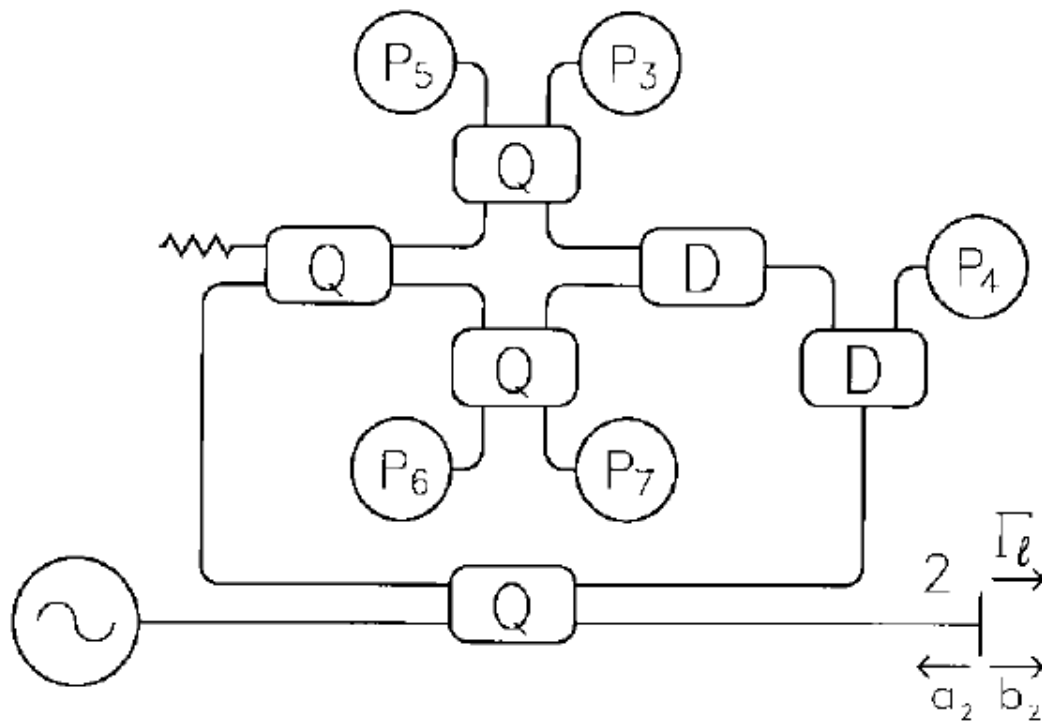 P₅ P₃
Q
Q D P₄
Q D
P₆ P₇
Γℓ
2
Q
a₂ b₂